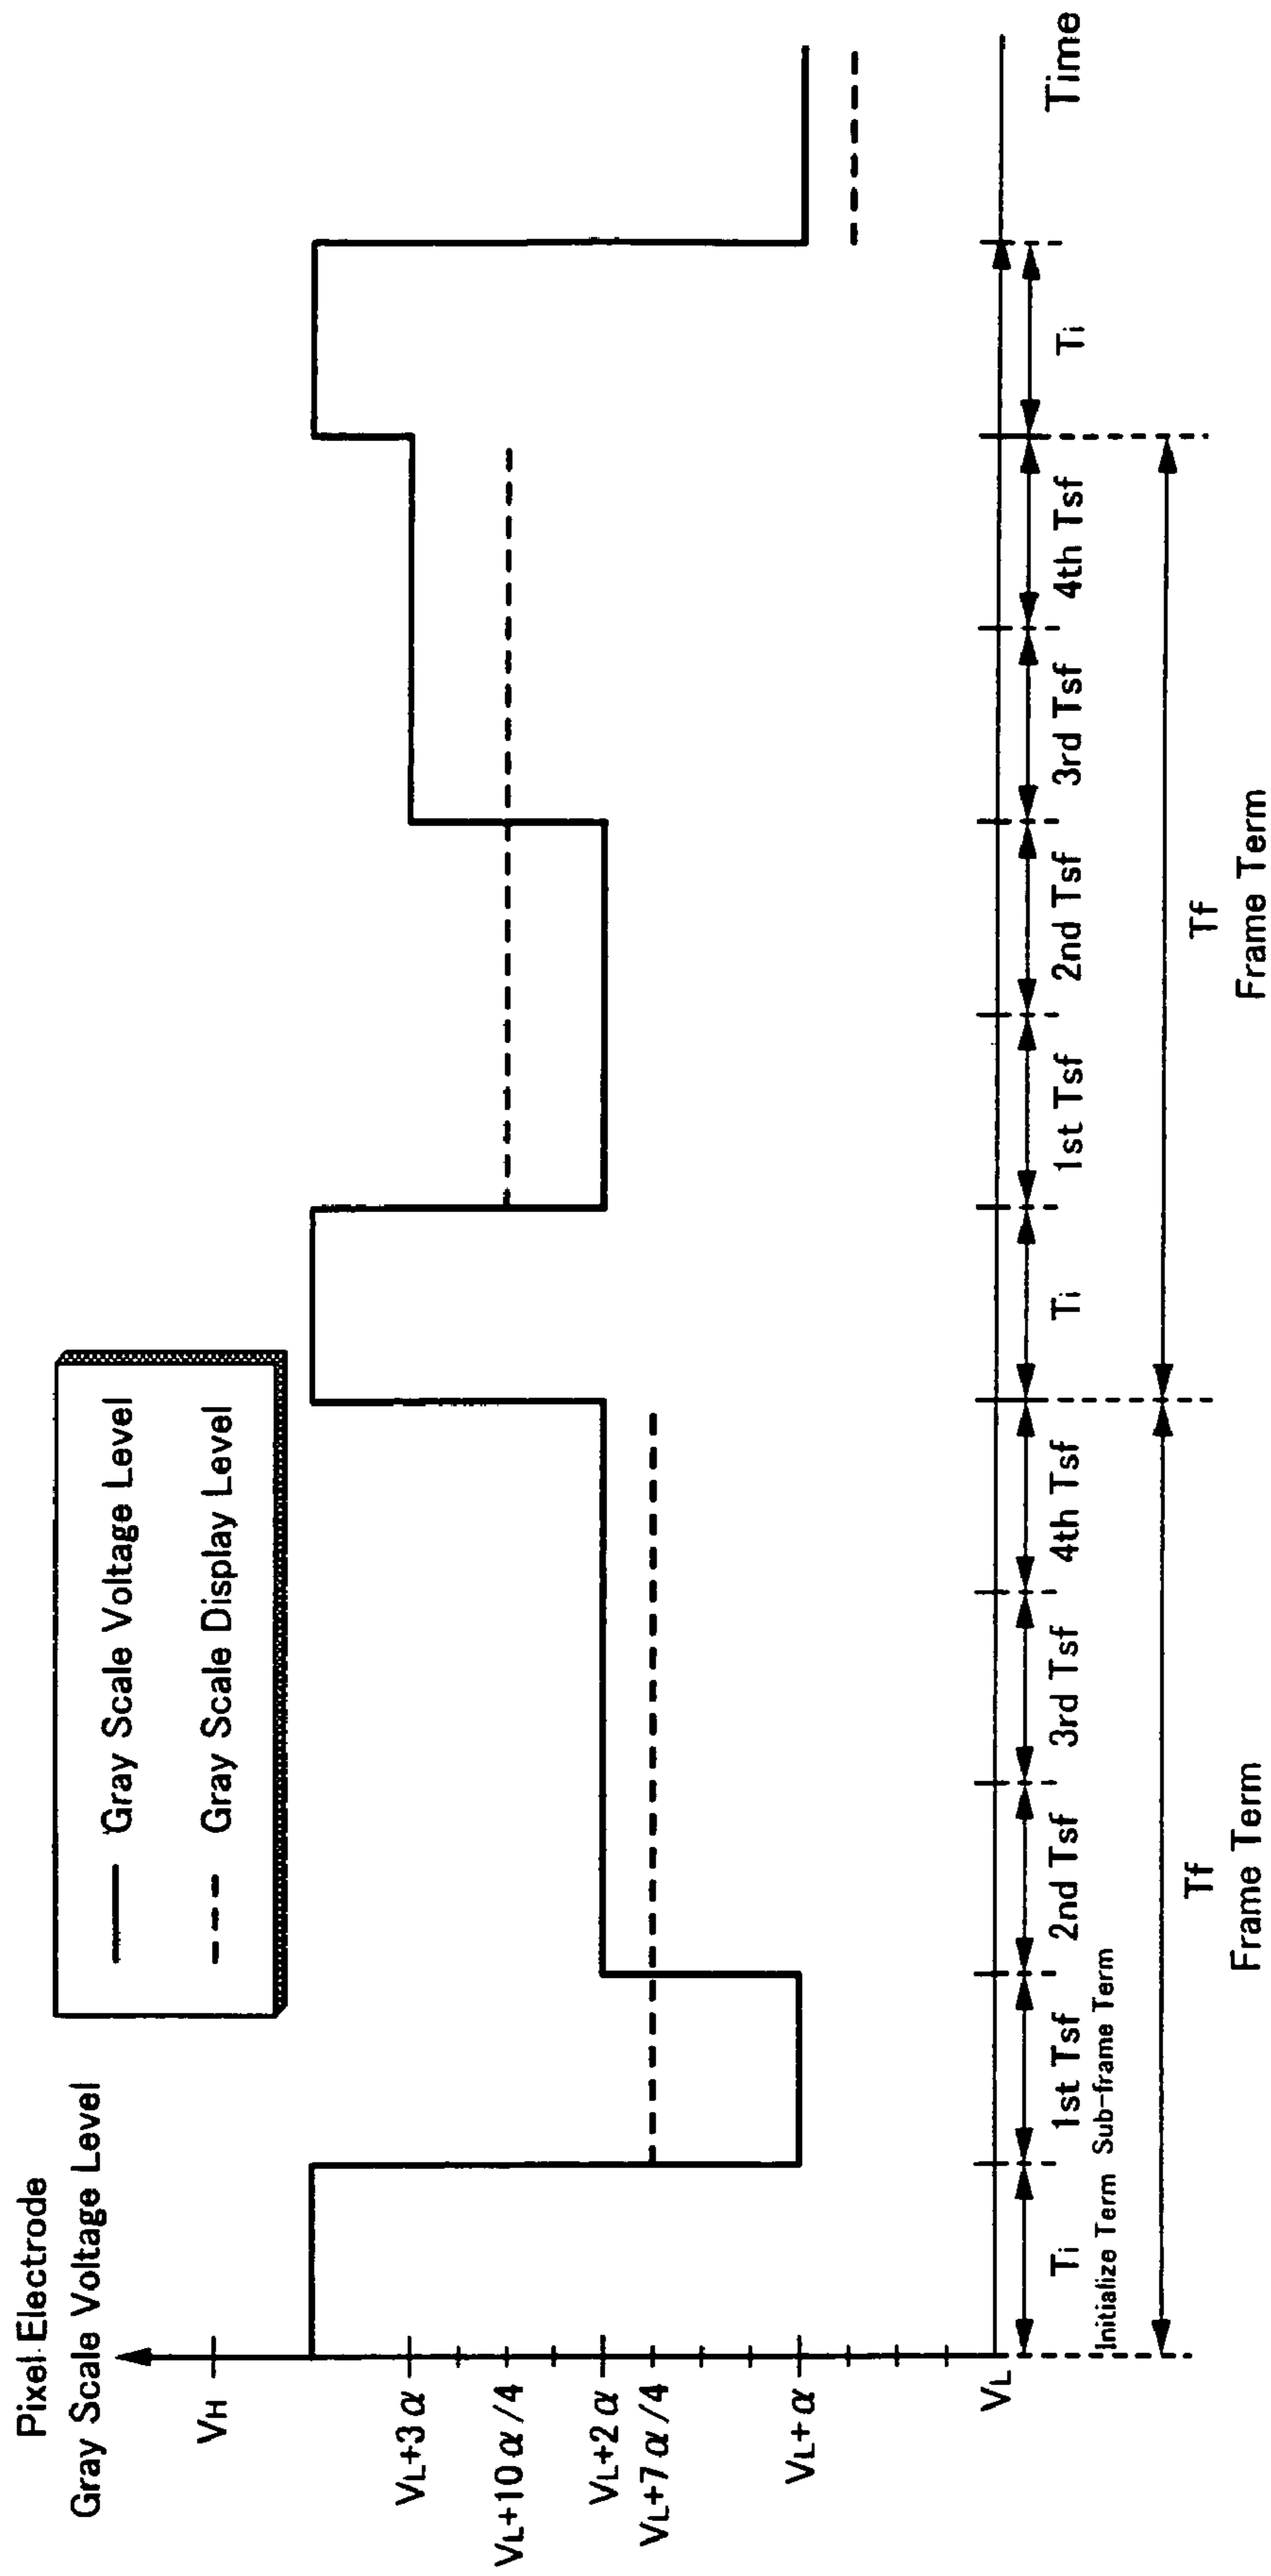 Pixel Electrode
Gray Scale Voltage Level
Gray Scale Voltage Level
Gray Scale Display Level
VH
VL+3α
VL+10α/4
VL+2α
VL+7α/4
VL+α
VL
Ti
1st Tsf
2nd Tsf
3rd Tsf
4th Tsf
Ti
1st Tsf
2nd Tsf
3rd Tsf
4th Tsf
Ti
Time
Initialize Term
Sub-frame Term
Tf
Frame Term
Tf
Frame Term